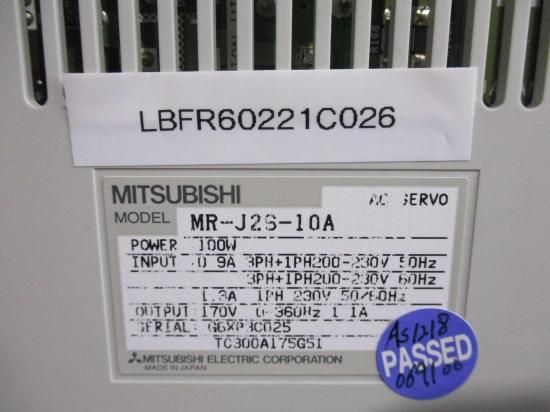 LBFR60221C026
MITSUBISHI
AC SERVO
MODEL MR-J2S-10A
POWER 100W
INPUT 0.9A 3PH+1PH200-230V 50Hz
3PH+1PH200-230V 60Hz
1.3A 1PH 230V 50/60Hz
OUTPUT 170V 0-360Hz 1.1A
SERIAL
TC300A175G51
MITSUBISHI ELECTRIC CORPORATION
MADE IN JAPAN
PASSED